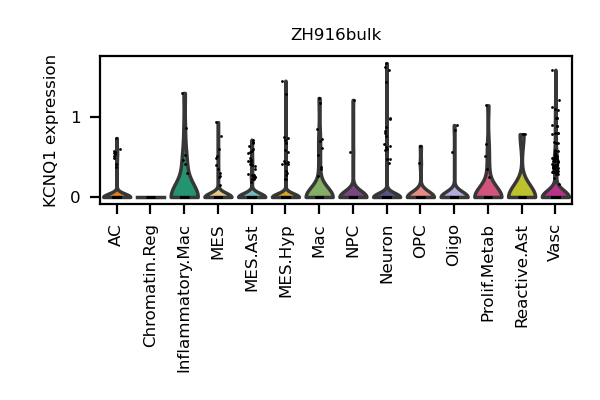 ZH916bulk
KCNQ1 expression
1
0
AC
Chromatin.Reg
Inflammatory.Mac
MES
MES.Ast
MES.Hyp
Mac
NPC
Neuron
OPC
Oligo
Prolif.Metab
Reactive.Ast
Vasc